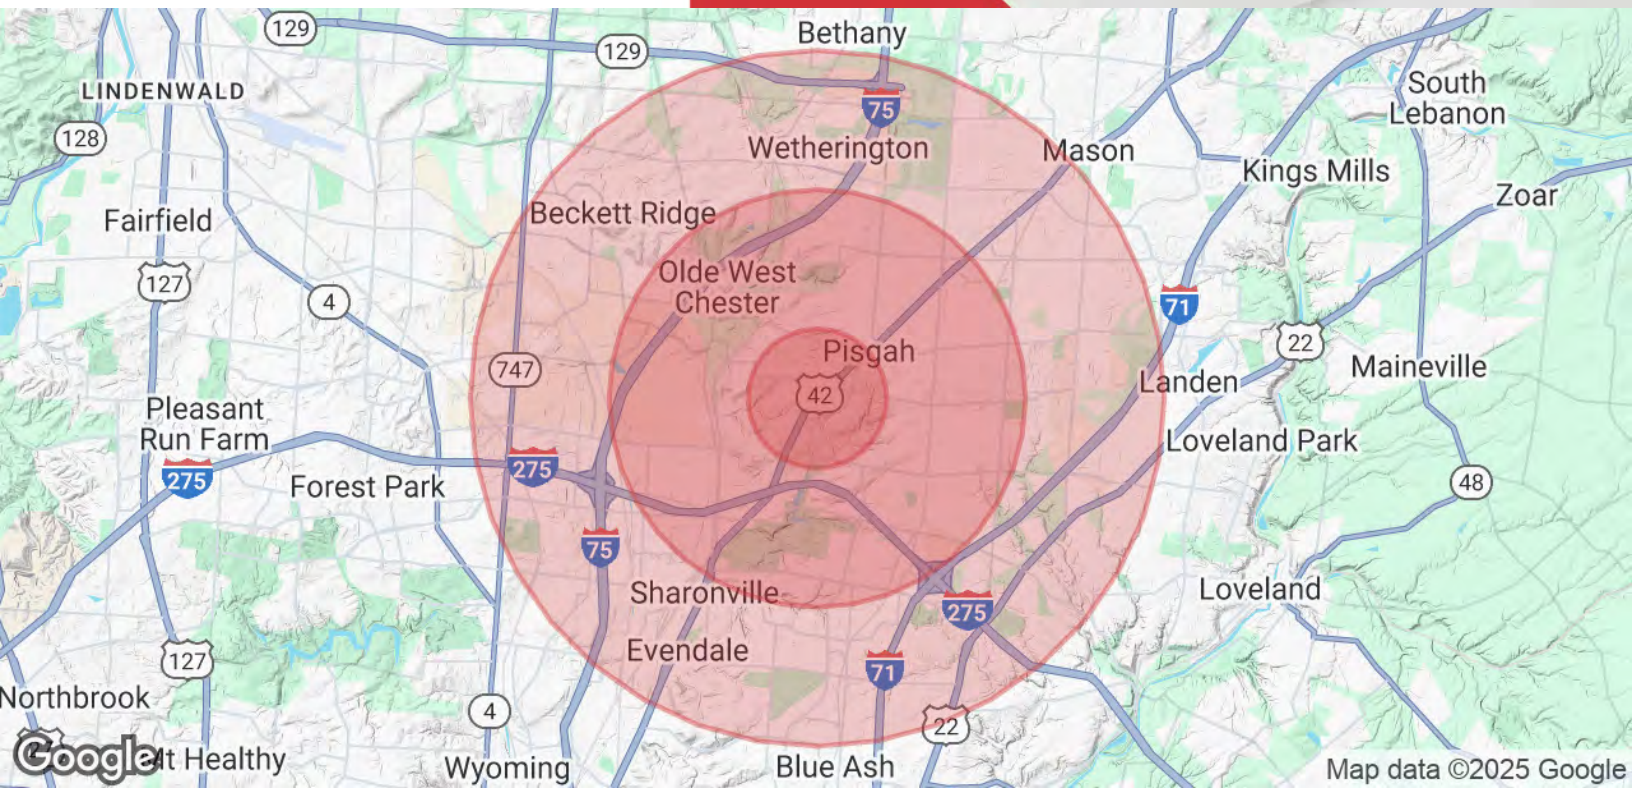 129
Bethany
129
LINDENWALD
South
Lebanon
75
128
Wetherington
Mason
Kings Mills
Zoar
Fairfield
Beckett Ridge
127
Olde West
Chester
4
71
22
Pisgah
747
42
Maineville
Landen
Pleasant
Run Farm
Loveland Park
275
275
Forest Park
48
75
Sharonville
Loveland
275
Evendale
127
71
Northbrook
4
22
Google
Mt Healthy
Wyoming
Blue Ash
Map data ©2025 Google